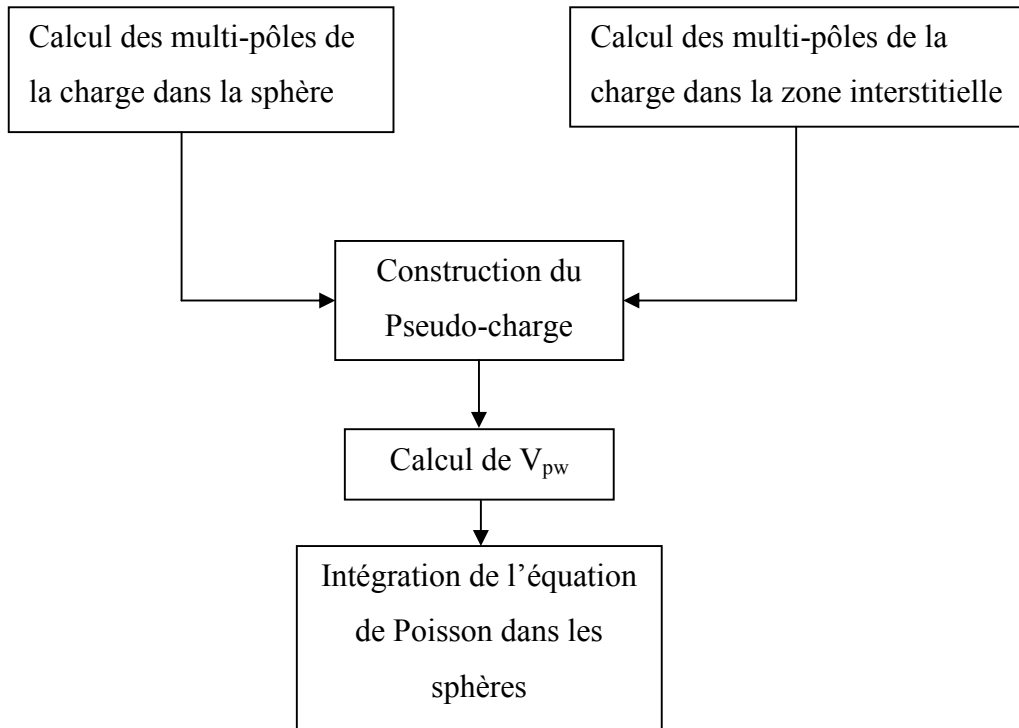 Calcul des multi-pôles de
la charge dans la sphère
Calcul des multi-pôles de la
charge dans la zone interstitielle
Construction du
Pseudo-charge
Calcul de Vpw
Intégration de l’équation
de Poisson dans les
sphères